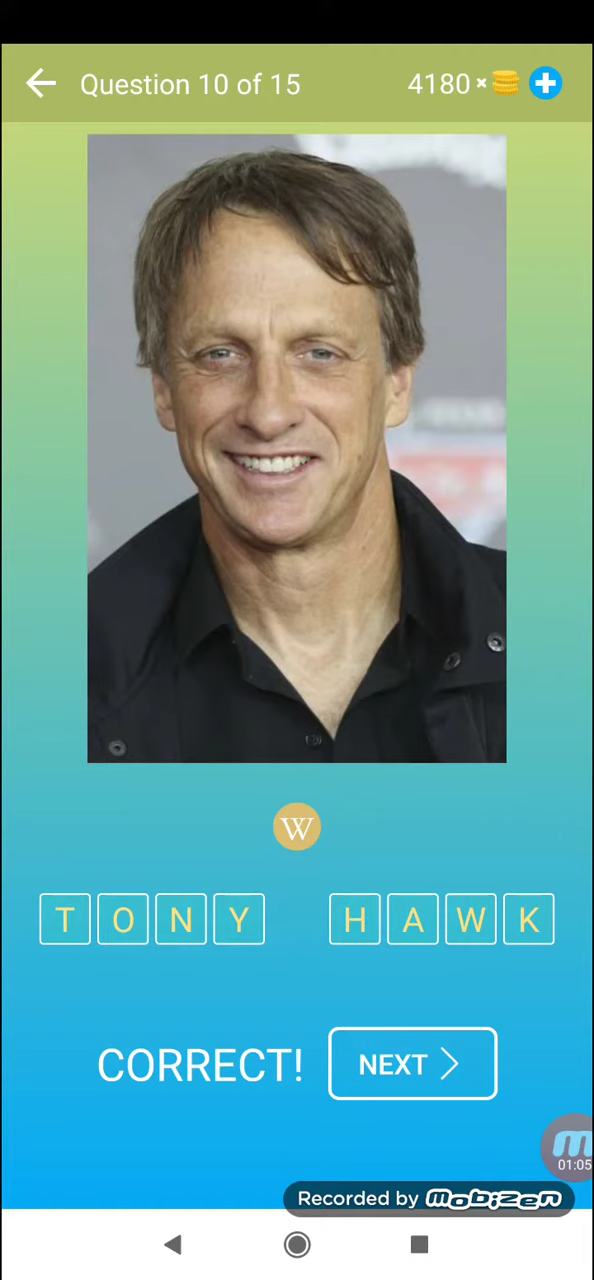 Question 10 of 15
4180 ×
W
TONY HAWK
CORRECT!
NEXT
m
01:05
Recorded by mobizen